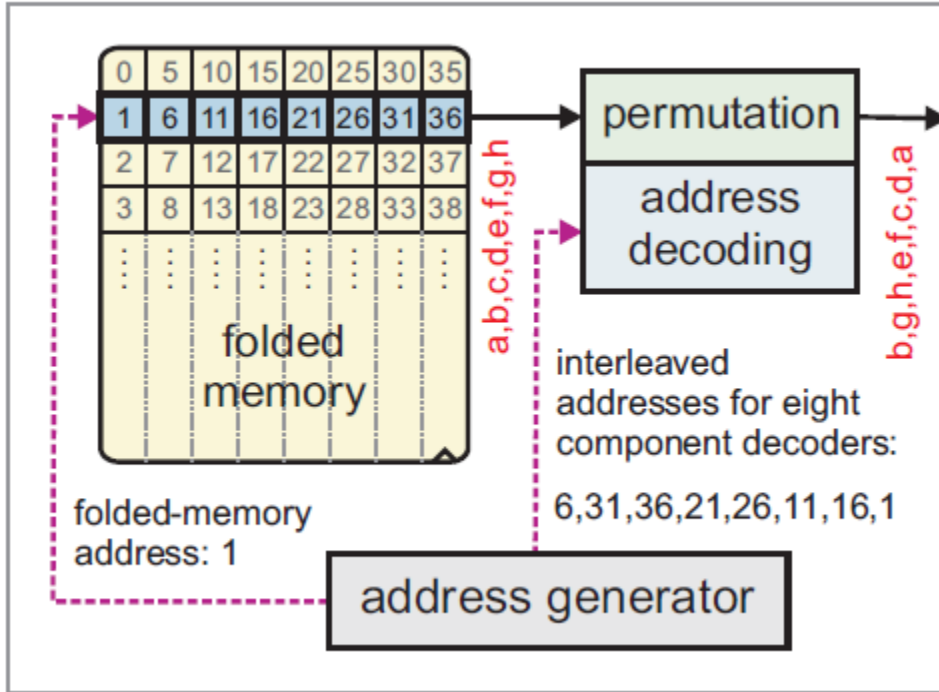 0 5 10 15 20 25 30 35
1 6 11 16 21 26 31 36
2 7 12 17 22 27 32 37
3 8 13 18 23 28 33 38
folded
memory
a,b,c,d,e,f,g,h
permutation
address
decoding
b,g,h,e,f,c,d,a
interleaved
addresses for eight
component decoders:
6,31,36,21,26,11,16,1
folded-memory
address: 1
address generator